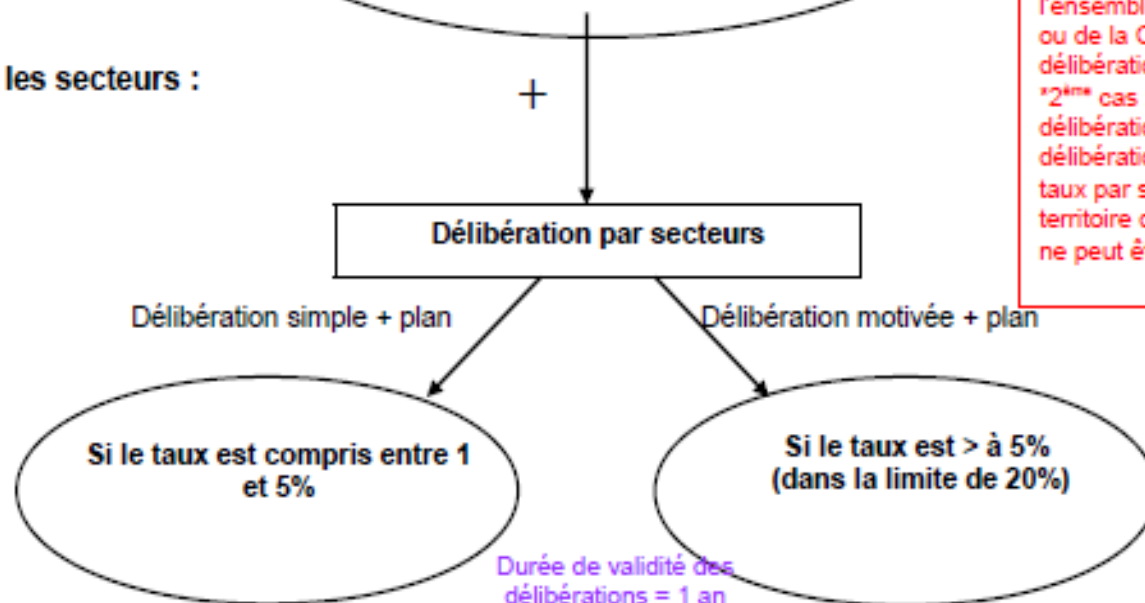 l'ensembl
ou de la C
délibératio
*2ème cas
délibératio
délibératio
taux par s
territoire d
ne peut ê
les secteurs :
+
Délibération par secteurs
Délibération simple + plan
Délibération motivée + plan
Si le taux est compris entre 1
et 5%
Si le taux est > à 5%
(dans la limite de 20%)
Durée de validité des
délibérations = 1 an